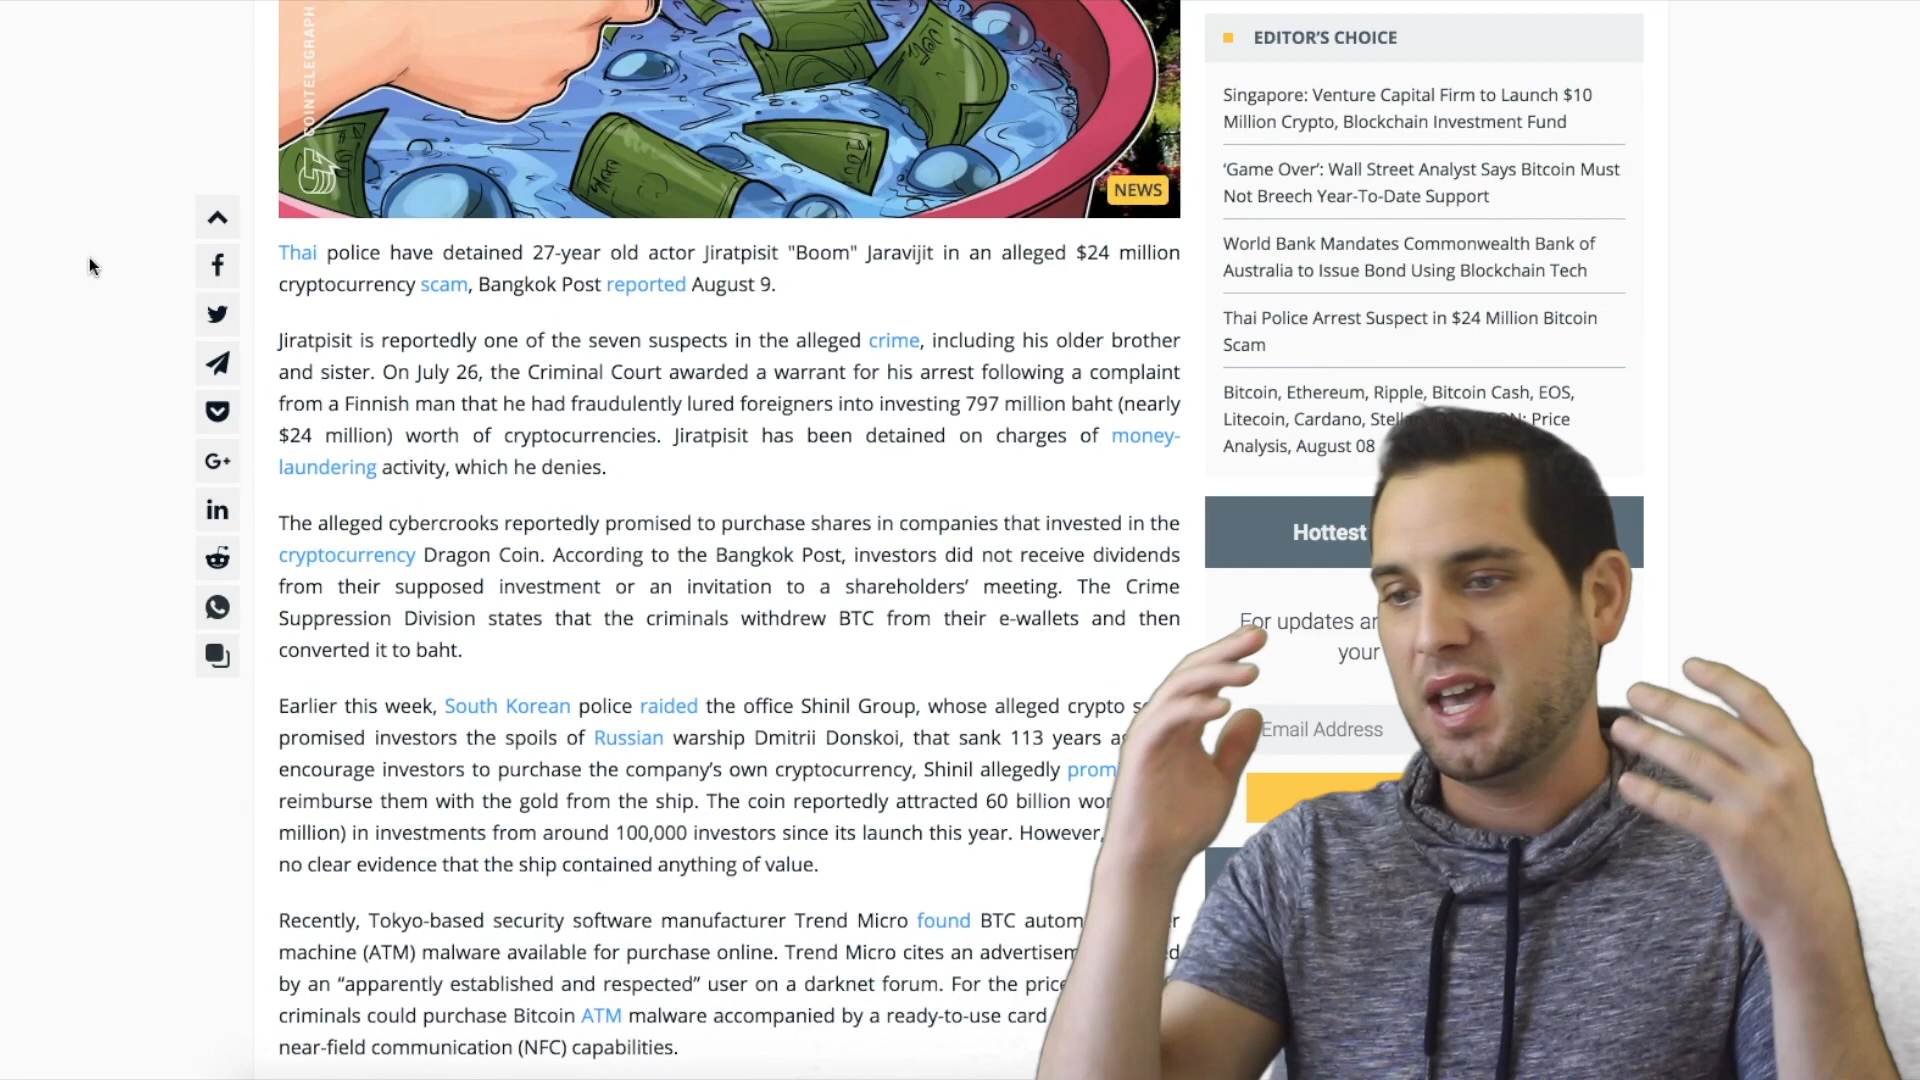 COINTELEGRAPH
NEWS
Thai police have detained 27-year old actor Jiratpisit "Boom" Jaravijit in an alleged $24 million
cryptocurrency scam, Bangkok Post reported August 9.
Jiratpisit is reportedly one of the seven suspects in the alleged crime, including his older brother
and sister. On July 26, the Criminal Court awarded a warrant for his arrest following a complaint
from a Finnish man that he had fraudulently lured foreigners into investing 797 million baht (nearly
$24 million) worth of cryptocurrencies. Jiratpisit has been detained on charges of money-
laundering activity, which he denies.
The alleged cybercrooks reportedly promised to purchase shares in companies that invested in the
cryptocurrency Dragon Coin. According to the Bangkok Post, investors did not receive dividends
from their supposed investment or an invitation to a shareholders’ meeting. The Crime
Suppression Division states that the criminals withdrew BTC from their e-wallets and then
converted it to baht.
Earlier this week, South Korean police raided the office Shinil Group, whose alleged crypto
promised investors the spoils of Russian warship Dmitrii Donskoi, that sank 113 years
encourage investors to purchase the company’s own cryptocurrency, Shinil allegedly
reimburse them with the gold from the ship. The coin reportedly attracted 60 billion
million) in investments from around 100,000 investors since its launch this year. However,
no clear evidence that the ship contained anything of value.
Recently, Tokyo-based security software manufacturer Trend Micro found BTC
machine (ATM) malware available for purchase online. Trend Micro cites an
by an “apparently established and respected” user on a darknet forum. For the price
criminals could purchase Bitcoin ATM malware accompanied by a ready-to-use card
near-field communication (NFC) capabilities.
EDITOR’S CHOICE
Singapore: Venture Capital Firm to Launch $10
Million Crypto, Blockchain Investment Fund
‘Game Over’: Wall Street Analyst Says Bitcoin Must
Not Breech Year-To-Date Support
World Bank Mandates Commonwealth Bank of
Australia to Issue Bond Using Blockchain Tech
Thai Police Arrest Suspect in $24 Million Bitcoin
Scam
Bitcoin, Ethereum, Ripple, Bitcoin Cash, EOS,
Litecoin, Cardano, Price
Analysis, August 08
Hottest
For updates
your
Email Address